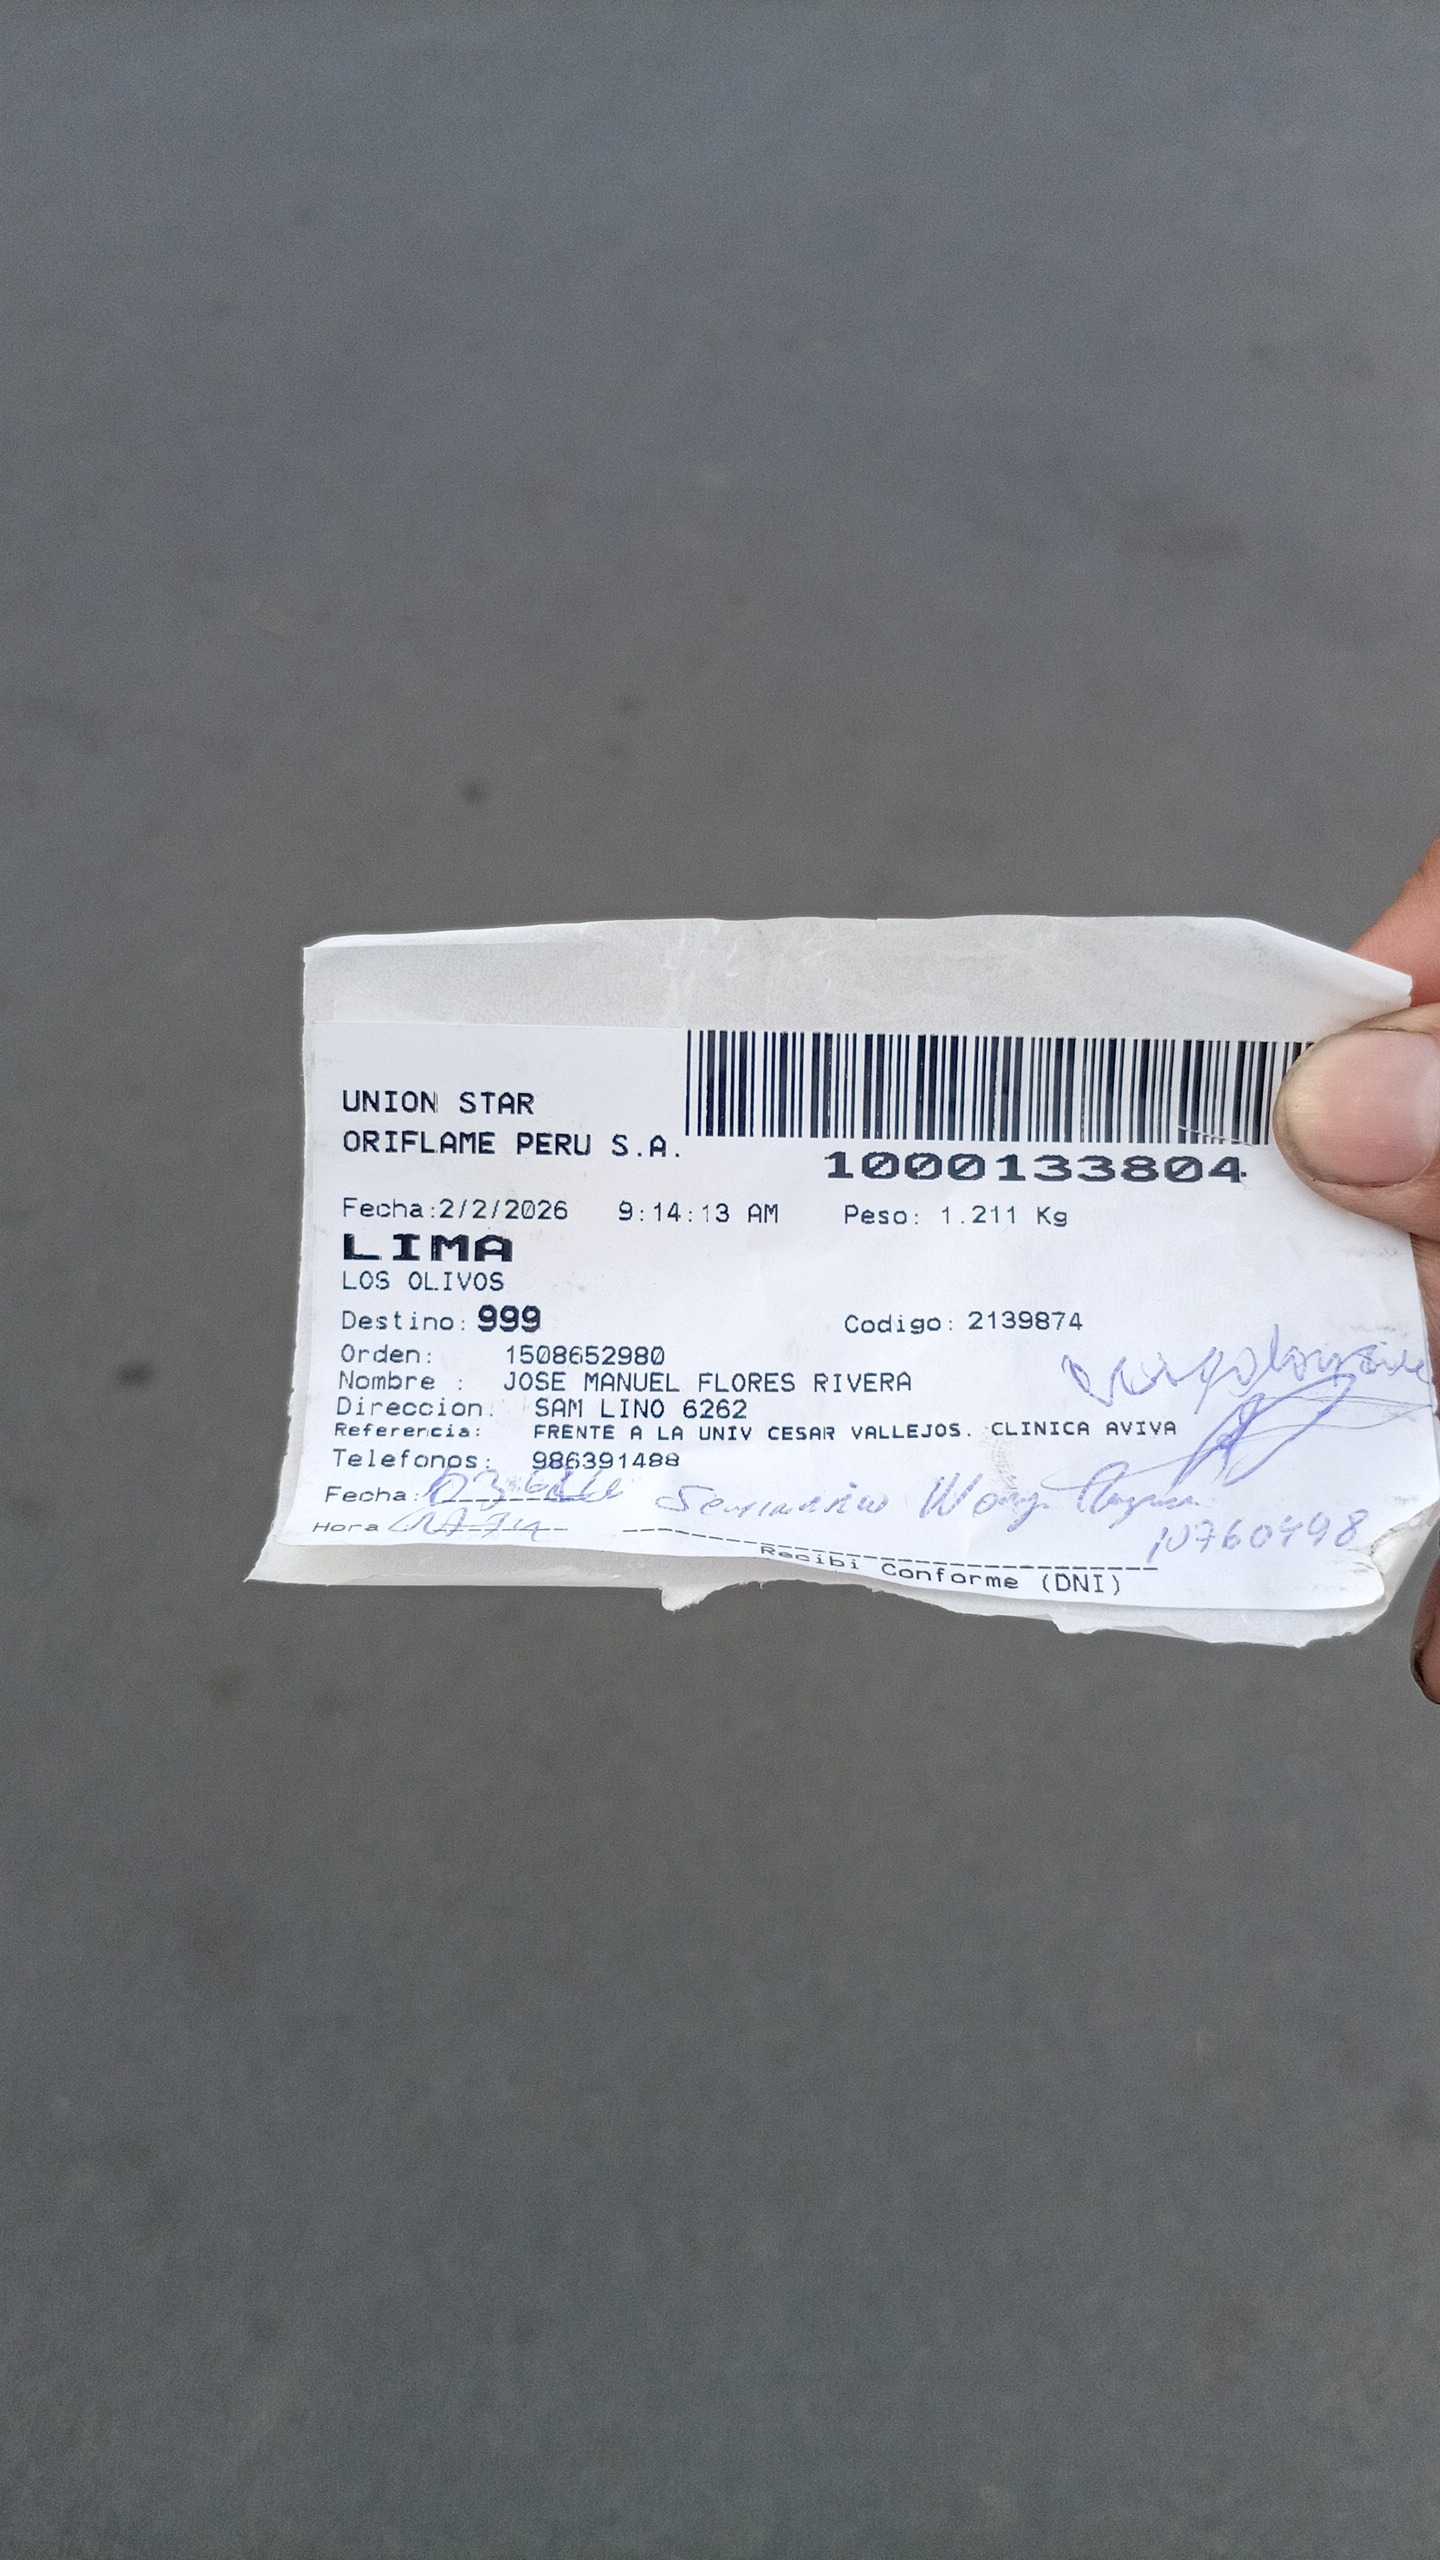 UNION STAR
ORIFLAME PERU S.A.
1000133804
Fecha:2/2/2026 9:14:13 AM Peso: 1.211 Kg
LIMA
LOS OLIVOS
Destino: 999 Codigo: 2139874
Orden: 1508652980
Nombre : JOSE MANUEL FLORES RIVERA
Direccion: SAM LINO 6262
Referencia: FRENTE A LA UNIV CESAR VALLEJOS. CLINICA AVIVA
Telefonos: 986391488
Fecha:
Hora
10760498
Recibi Conforme (DNI)